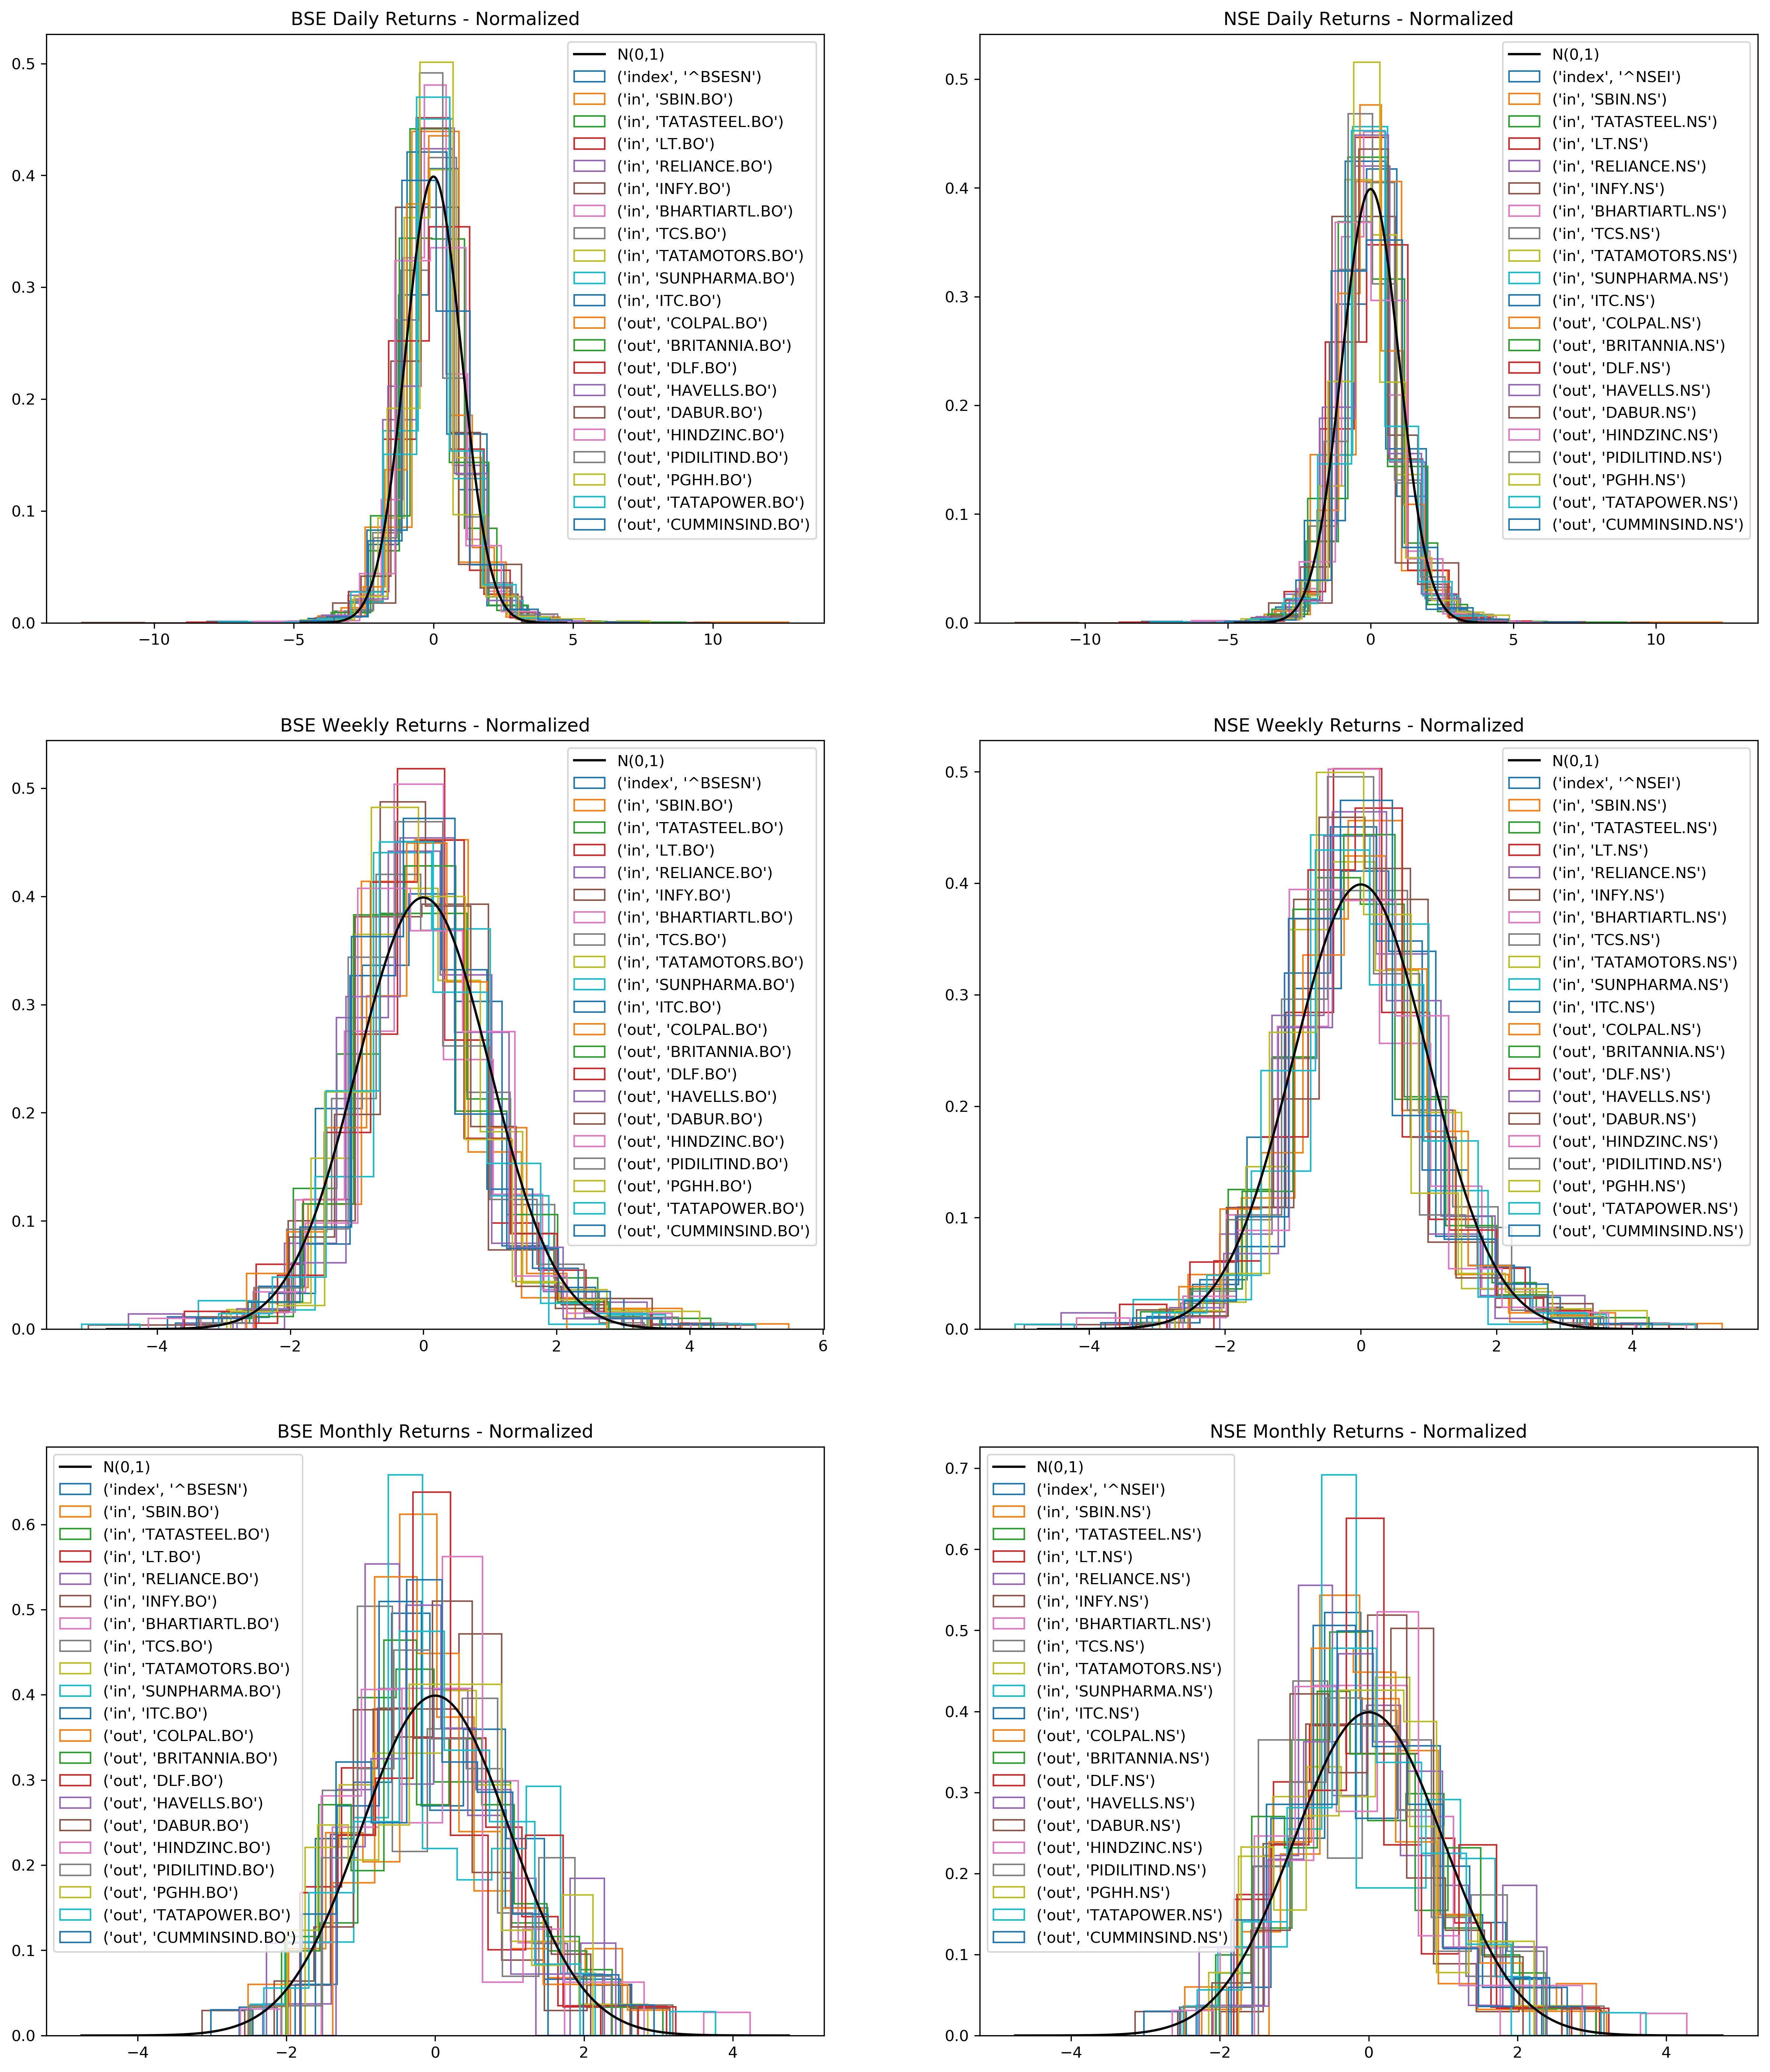 BSE Daily Returns - Normalized
0.5
0.4
0.3
0.2
0.1
0.0
−10
−5
0
5
10
N(0,1)
('index', '^BSESN')
('in', 'SBIN.BO')
('in', 'TATASTEEL.BO')
('in', 'LT.BO')
('in', 'RELIANCE.BO')
('in', 'INFY.BO')
('in', 'BHARTIARTL.BO')
('in', 'TCS.BO')
('in', 'TATAMOTORS.BO')
('in', 'SUNPHARMA.BO')
('in', 'ITC.BO')
('out', 'COLPAL.BO')
('out', 'BRITANNIA.BO')
('out', 'DLF.BO')
('out', 'HAVELLS.BO')
('out', 'DABUR.BO')
('out', 'HINDZINC.BO')
('out', 'PIDILITIND.BO')
('out', 'PGHH.BO')
('out', 'TATAPOWER.BO')
('out', 'CUMMINSIND.BO')
NSE Daily Returns - Normalized
0.5
0.4
0.3
0.2
0.1
0.0
−10
−5
0
5
10
N(0,1)
('index', '^NSEI')
('in', 'SBIN.NS')
('in', 'TATASTEEL.NS')
('in', 'LT.NS')
('in', 'RELIANCE.NS')
('in', 'INFY.NS')
('in', 'BHARTIARTL.NS')
('in', 'TCS.NS')
('in', 'TATAMOTORS.NS')
('in', 'SUNPHARMA.NS')
('in', 'ITC.NS')
('out', 'COLPAL.NS')
('out', 'BRITANNIA.NS')
('out', 'DLF.NS')
('out', 'HAVELLS.NS')
('out', 'DABUR.NS')
('out', 'HINDZINC.NS')
('out', 'PIDILITIND.NS')
('out', 'PGHH.NS')
('out', 'TATAPOWER.NS')
('out', 'CUMMINSIND.NS')
BSE Weekly Returns - Normalized
0.5
0.4
0.3
0.2
0.1
0.0
−4
−2
0
2
4
6
N(0,1)
('index', '^BSESN')
('in', 'SBIN.BO')
('in', 'TATASTEEL.BO')
('in', 'LT.BO')
('in', 'RELIANCE.BO')
('in', 'INFY.BO')
('in', 'BHARTIARTL.BO')
('in', 'TCS.BO')
('in', 'TATAMOTORS.BO')
('in', 'SUNPHARMA.BO')
('in', 'ITC.BO')
('out', 'COLPAL.BO')
('out', 'BRITANNIA.BO')
('out', 'DLF.BO')
('out', 'HAVELLS.BO')
('out', 'DABUR.BO')
('out', 'HINDZINC.BO')
('out', 'PIDILITIND.BO')
('out', 'PGHH.BO')
('out', 'TATAPOWER.BO')
('out', 'CUMMINSIND.BO')
NSE Weekly Returns - Normalized
0.5
0.4
0.3
0.2
0.1
0.0
−4
−2
0
2
4
N(0,1)
('index', '^NSEI')
('in', 'SBIN.NS')
('in', 'TATASTEEL.NS')
('in', 'LT.NS')
('in', 'RELIANCE.NS')
('in', 'INFY.NS')
('in', 'BHARTIARTL.NS')
('in', 'TCS.NS')
('in', 'TATAMOTORS.NS')
('in', 'SUNPHARMA.NS')
('in', 'ITC.NS')
('out', 'COLPAL.NS')
('out', 'BRITANNIA.NS')
('out', 'DLF.NS')
('out', 'HAVELLS.NS')
('out', 'DABUR.NS')
('out', 'HINDZINC.NS')
('out', 'PIDILITIND.NS')
('out', 'PGHH.NS')
('out', 'TATAPOWER.NS')
('out', 'CUMMINSIND.NS')
BSE Monthly Returns - Normalized
0.6
0.5
0.4
0.3
0.2
0.1
0.0
−4
−2
0
2
4
N(0,1)
('index', '^BSESN')
('in', 'SBIN.BO')
('in', 'TATASTEEL.BO')
('in', 'LT.BO')
('in', 'RELIANCE.BO')
('in', 'INFY.BO')
('in', 'BHARTIARTL.BO')
('in', 'TCS.BO')
('in', 'TATAMOTORS.BO')
('in', 'SUNPHARMA.BO')
('in', 'ITC.BO')
('out', 'COLPAL.BO')
('out', 'BRITANNIA.BO')
('out', 'DLF.BO')
('out', 'HAVELLS.BO')
('out', 'DABUR.BO')
('out', 'HINDZINC.BO')
('out', 'PIDILITIND.BO')
('out', 'PGHH.BO')
('out', 'TATAPOWER.BO')
('out', 'CUMMINSIND.BO')
NSE Monthly Returns - Normalized
0.7
0.6
0.5
0.4
0.3
0.2
0.1
0.0
−4
−2
0
2
4
N(0,1)
('index', '^NSEI')
('in', 'SBIN.NS')
('in', 'TATASTEEL.NS')
('in', 'LT.NS')
('in', 'RELIANCE.NS')
('in', 'INFY.NS')
('in', 'BHARTIARTL.NS')
('in', 'TCS.NS')
('in', 'TATAMOTORS.NS')
('in', 'SUNPHARMA.NS')
('in', 'ITC.NS')
('out', 'COLPAL.NS')
('out', 'BRITANNIA.NS')
('out', 'DLF.NS')
('out', 'HAVELLS.NS')
('out', 'DABUR.NS')
('out', 'HINDZINC.NS')
('out', 'PIDILITIND.NS')
('out', 'PGHH.NS')
('out', 'TATAPOWER.NS')
('out', 'CUMMINSIND.NS')